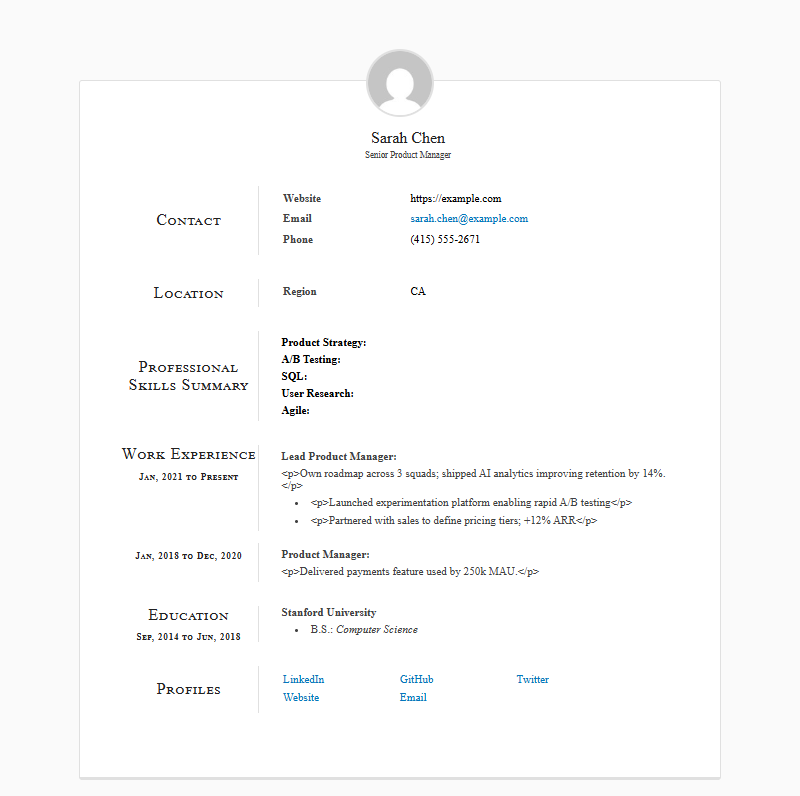 Sarah Chen
Senior Product Manager
Contact
Website https://example.com
Email sarah.chen@example.com
Phone (415) 555-2671
Location
Region CA
Professional
Skills Summary
Product Strategy:
A/B Testing:
SQL:
User Research:
Agile:
Work Experience
Jan, 2021 to Present
Lead Product Manager:
<p>Own roadmap across 3 squads; shipped AI analytics improving retention by 14%.
</p>
• <p>Launched experimentation platform enabling rapid A/B testing</p>
• <p>Partnered with sales to define pricing tiers; +12% ARR</p>
Jan, 2018 to Dec, 2020
Product Manager:
<p>Delivered payments feature used by 250k MAU.</p>
Education
Sep, 2014 to Jun, 2018
Stanford University
• B.S.: Computer Science
Profiles
LinkedIn GitHub Twitter
Website Email